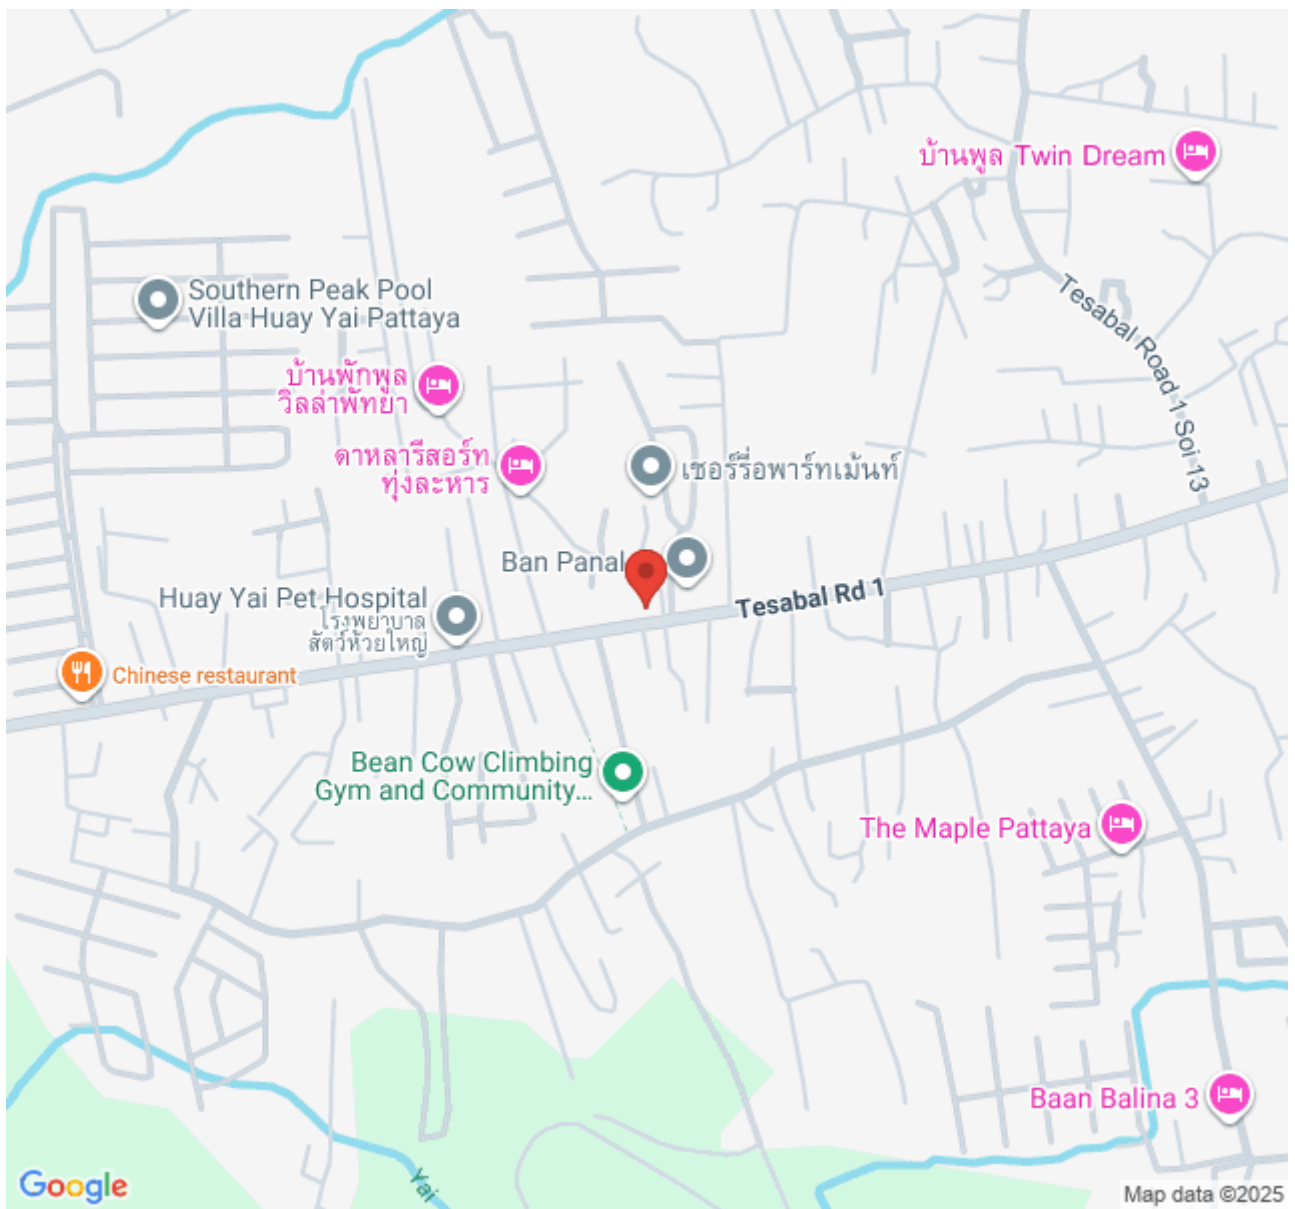 บ้านพูล Twin Dream
Southern Peak Pool
Villa Huay Yai Pattaya
Tesabal Road 1 Soi 13
บ้านพักพูล
วิลล่าพัทยา
ดาหลารีสอร์ท
ทุ่งละหาร
เชอร์รี่อพาร์ทเม้นท์
Ban Panal
Huay Yai Pet Hospital
โรงพยาบาล
สัตว์ห้วยใหญ่
Tesabal Rd 1
Chinese restaurant
Bean Cow Climbing
Gym and Community...
The Maple Pattaya
Baan Balina 3
Yai
Google
Map data ©2025